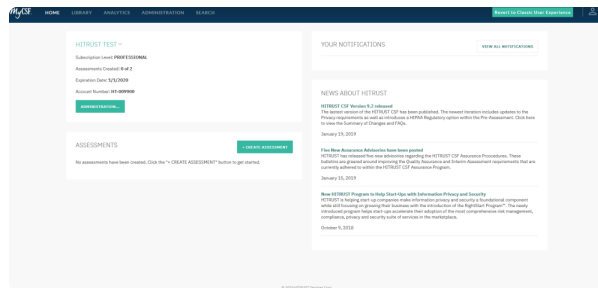 MyCSF HOME LIBRARY ANALYTICS ADMINISTRATION SEARCH Revert to Classic User Experience
HITRUST TEST
Subscription Level: PROFESSIONAL
Assessments Created: 0 of 2
Expiration Date: 1/1/2020
Account Number: HT-009900
ADMINISTRATION...
ASSESSMENTS
+ CREATE ASSESSMENT
No assessments have been created. Click the "+ CREATE ASSESSMENT" button to get started.
YOUR NOTIFICATIONS
VIEW ALL NOTIFICATIONS
NEWS ABOUT HITRUST
HITRUST CSF Version 9.2 released
The lastest version of the HITRUST CSF has been published. The newest iteration includes updates to the
Privacy requirements as well as introduces a HIPAA Regulatory option within the Pre-Assessment. Click here
to view the Summary of Changes and FAQs.
January 19, 2019
Five New Assurance Advisories have been posted
HITRUST has released five new advisories regarding the HITRUST CSF Assurance Procedures. These
bulletins are geared around improving the Quality Assurance and Interim Assessment requirements that are
currently adhered to within the HITRUST CSF Assurance Program.
January 15, 2019
New HITRUST Program to Help Start-Ups with Information Privacy and Security
HITRUST is helping start-up companies make information privacy and security a foundational component
while still focusing on growing their business with the introduction of the RightStart Program™. The newly
introduced program helps start-ups accelerate their adoption of the most comprehensive risk management,
compliance, privacy and security suite of services in the marketplace.
October 9, 2018